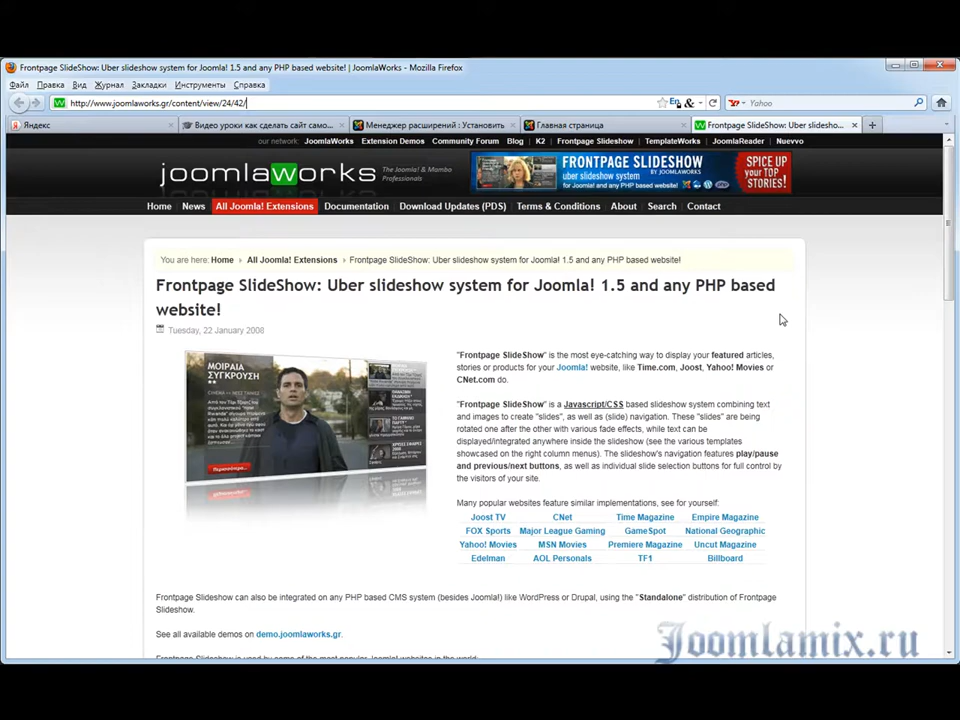 Frontpage SlideShow: Uber slideshow system for Joomla! 1.5 and any PHP based website! | JoomlaWorks - Mozilla Firefox
Файл Правка Вид Журнал Закладки Инструменты Справка
http://www.joomlaworks.gr/content/view/24/42/
Yahoo
Яндекс
Видео уроки как сделать сайт самo...
Менеджер расширений : Установить
Главная страница
Frontpage SlideShow: Uber slidesho...
our network: JoomlaWorks Extension Demos Community Forum Blog K2 Frontpage Slideshow TemplateWorks JoomlaReader Nuevvo
joomlaworks
The Joomla! & Mambo
Professionals
FRONTPAGE SLIDESHOW
BY JOOMLAWORKS
uber slideshow system
for Joomla! 1.5 and any PHP based website!
SPICE UP
your TOP
STORIES!
Home News All Joomla! Extensions Documentation Download Updates (PDS) Terms & Conditions About Search Contact
You are here: Home All Joomla! Extensions Frontpage SlideShow: Uber slideshow system for Joomla! 1.5 and any PHP based website!
Frontpage SlideShow: Uber slideshow system for Joomla! 1.5 and any PHP based
website!
Tuesday, 22 January 2008
ΜΟΙΡΑΙΑ
ΣΥΓΚΡΟΥΣΗ
**
"Frontpage SlideShow" is the most eye-catching way to display your featured articles,
stories or products for your Joomla! website, like Time.com, Joost, Yahoo! Movies or
CNet.com do.
"Frontpage SlideShow" is a Javascript/CSS based slideshow system combining text
and images to create "slides", as well as (slide) navigation. These "slides" are being
rotated one after the other with various fade effects, while text can be
displayed/integrated anywhere inside the slideshow (see the various templates
showcased on the right column menus). The slideshow's navigation features play/pause
and previous/next buttons, as well as individual slide selection buttons for full control by
the visitors of your site.
Many popular websites feature similar implementations, see for yourself:
Joost TV CNet Time Magazine Empire Magazine
FOX Sports Major League Gaming GameSpot National Geographic
Yahoo! Movies MSN Movies Premiere Magazine Uncut Magazine
Edelman AOL Personals TF1 Billboard
Frontpage Slideshow can also be integrated on any PHP based CMS system (besides Joomla!) like WordPress or Drupal, using the "Standalone" distribution of Frontpage
Slideshow.
See all available demos on demo.joomlaworks.gr.
Joomlamix.ru